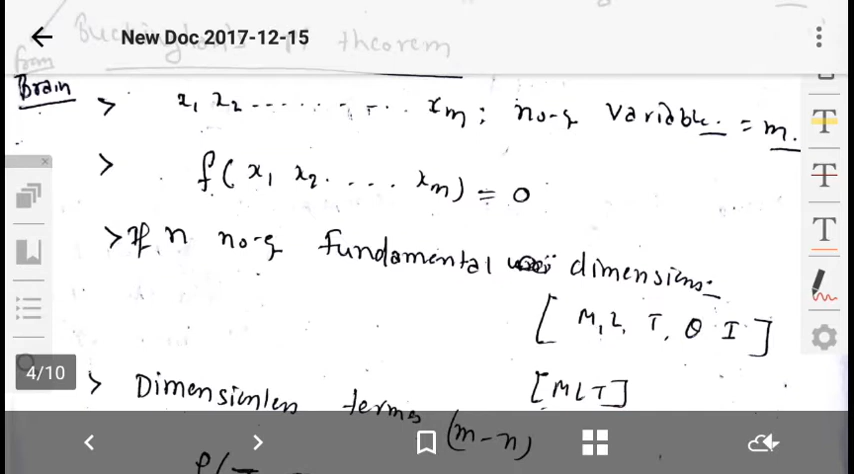 New Doc 2017-12-15
Buckingham's π theorem
from
Brain
> x₁ x₂ ........... xm ; no-of Variable. = m.
> f( x₁ x₂ .... xm) = 0
> If n no-of fundamental dimensions:
[ M, L, T, θ I ]
4/10
> Dimensionless terms (m-n)
[MLT]